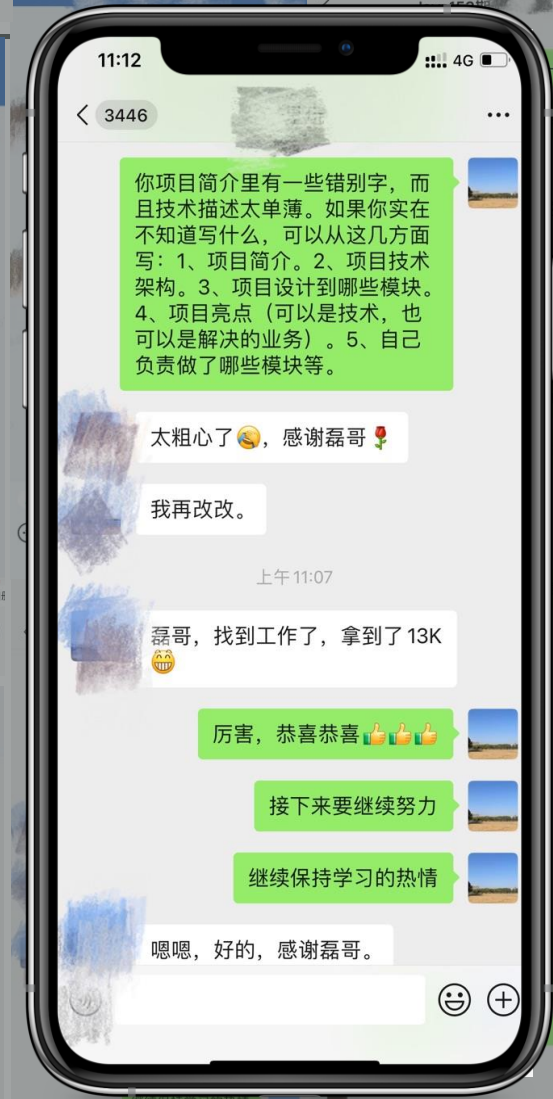 11:12
4G
3446
你项目简介里有一些错别字，而
且技术描述太单薄。如果你实在
不知道写什么，可以从这几方面
写：1、项目简介。2、项目技术
架构。3、项目设计到哪些模块。
4、项目亮点（可以是技术，也
可以是解决的业务）。5、自己
负责做了哪些模块等。
太粗心了，感谢磊哥
我再改改。
上午 11:07
磊哥，找到工作了，拿到了 13K
厉害，恭喜恭喜
接下来要继续努力
继续保持学习的热情
嗯嗯，好的，感谢磊哥。